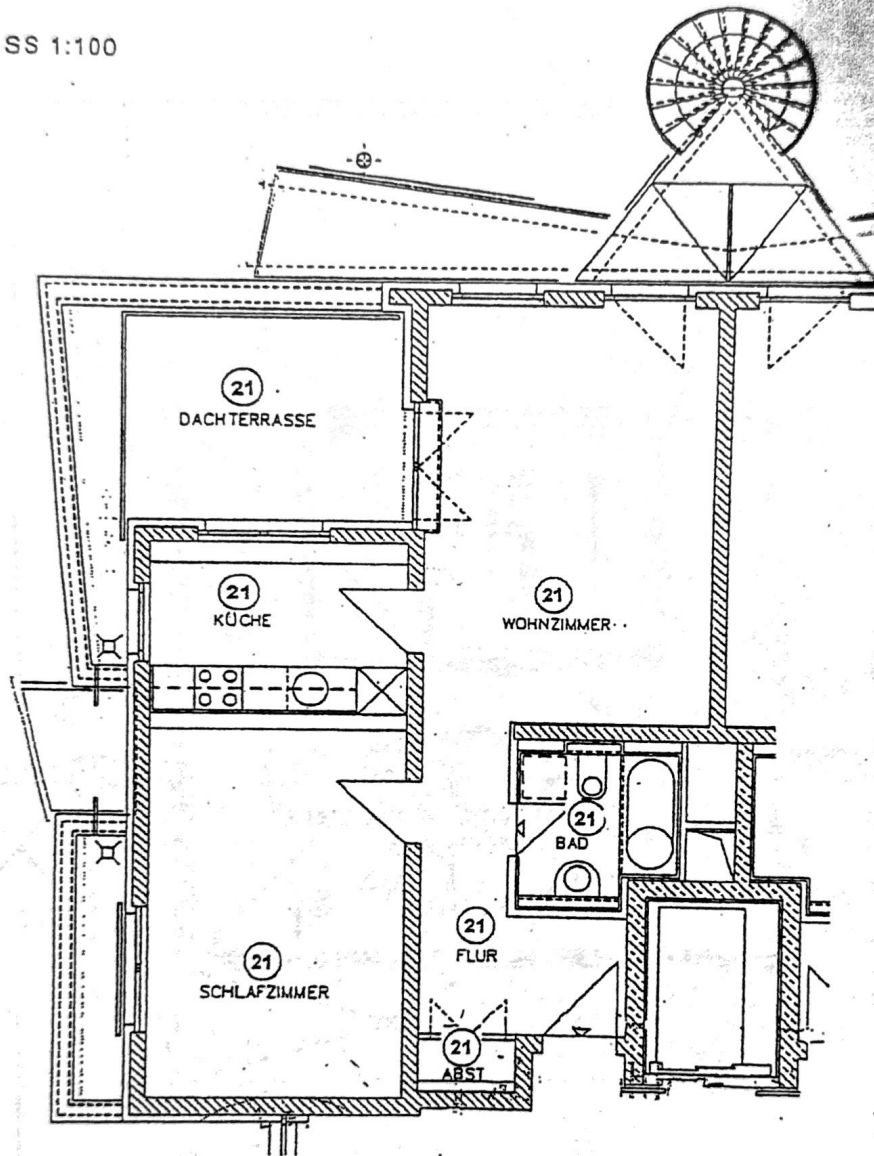 SS 1:100
21
DACHTERRASSE
21
KÜCHE
21
WOHNZIMMER
21
BAD
21
FLUR
21
SCHLAFZIMMER
21
ABST